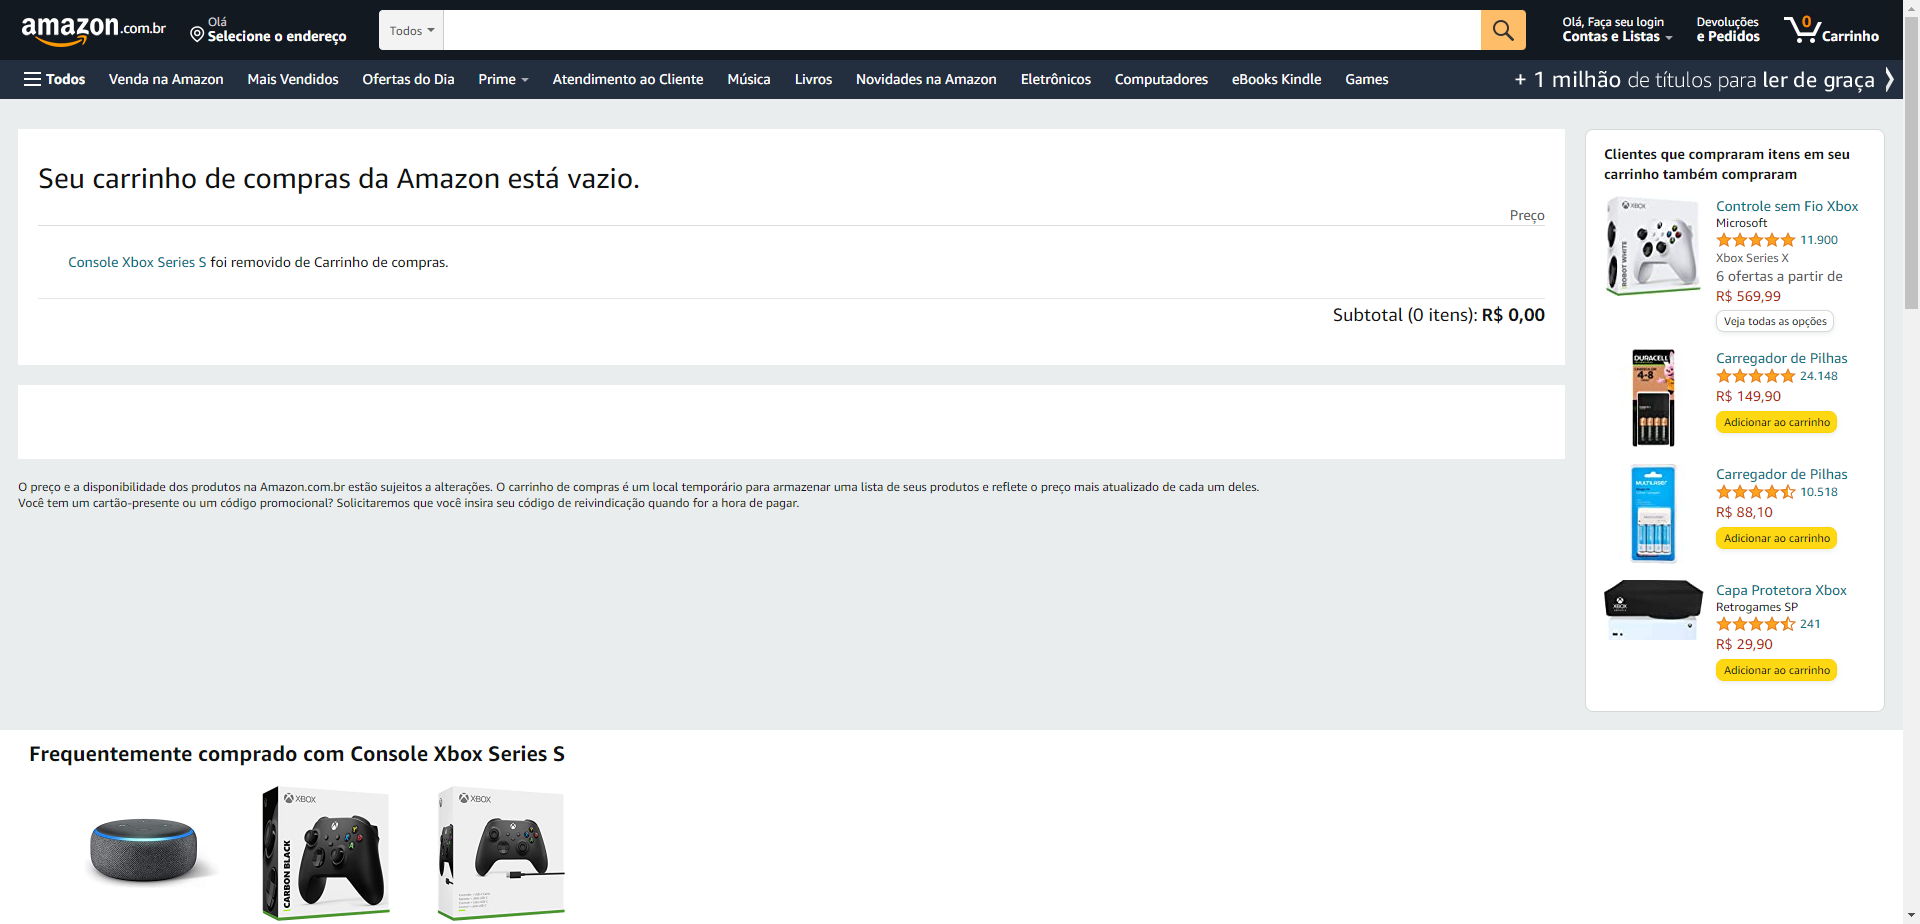 amazon.com.br
Olá
Selecione o endereço
Todos
Olá, Faça seu login
Contas e Listas
Devoluções
e Pedidos
0
Carrinho
Todos
Venda na Amazon
Mais Vendidos
Ofertas do Dia
Prime
Atendimento ao Cliente
Música
Livros
Novidades na Amazon
Eletrônicos
Computadores
eBooks Kindle
Games
+ 1 milhão de títulos para ler de graça
Seu carrinho de compras da Amazon está vazio.
Preço
Console Xbox Series S foi removido de Carrinho de compras.
Subtotal (0 itens): R$ 0,00
O preço e a disponibilidade dos produtos na Amazon.com.br estão sujeitos a alterações. O carrinho de compras é um local temporário para armazenar uma lista de seus produtos e reflete o preço mais atualizado de cada um deles.
Você tem um cartão-presente ou um código promocional? Solicitaremos que você insira seu código de reivindicação quando for a hora de pagar.
Clientes que compraram itens em seu
carrinho também compraram
XBOX
ROBOT WHITE
Controle sem Fio Xbox
Microsoft
11.900
Xbox Series X
6 ofertas a partir de
R$ 569,99
Veja todas as opções
DURACELL
4-8
Carregador de Pilhas
24.148
R$ 149,90
Adicionar ao carrinho
MULTILASER
Carregador de Pilhas
10.518
R$ 88,10
Adicionar ao carrinho
XBOX
Capa Protetora Xbox
Retrogames SP
241
R$ 29,90
Adicionar ao carrinho
Frequentemente comprado com Console Xbox Series S
XBOX
CARBON BLACK
XBOX